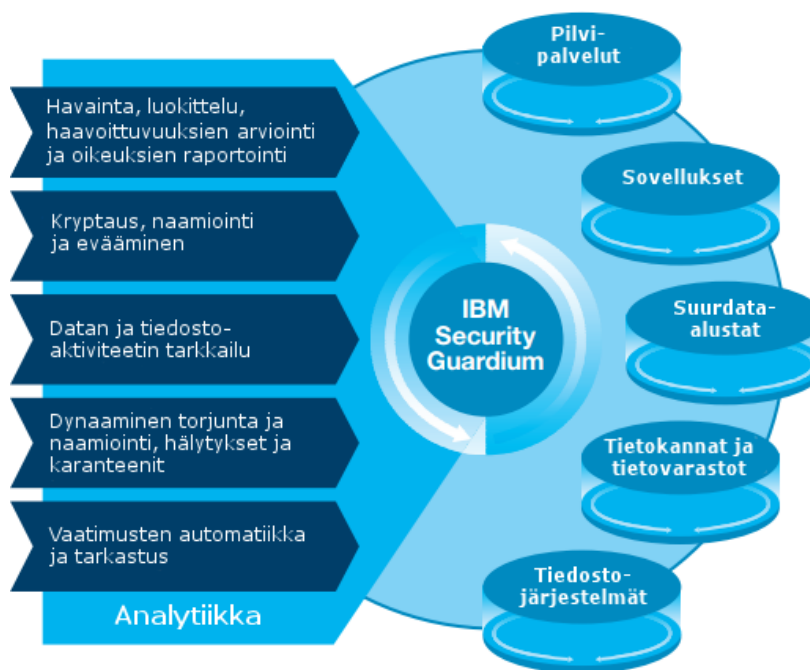 Havainta, luokittelu,
haavoittuvuuksien arviointi
ja oikeuksien raportointi
Kryptaus, naamiointi
ja evääminen
Datan ja tiedosto-
aktiviteetin tarkkailu
Dynaaminen torjunta ja
naamiointi, hälytykset ja
karanteenit
Vaatimusten automatiikka
ja tarkastus
Analytiikka
IBM
Security
Guardium
Pilvi-
palvelut
Sovellukset
Suurdata-
alustat
Tietokannat ja
tietovarastot
Tiedosto-
järjestelmät